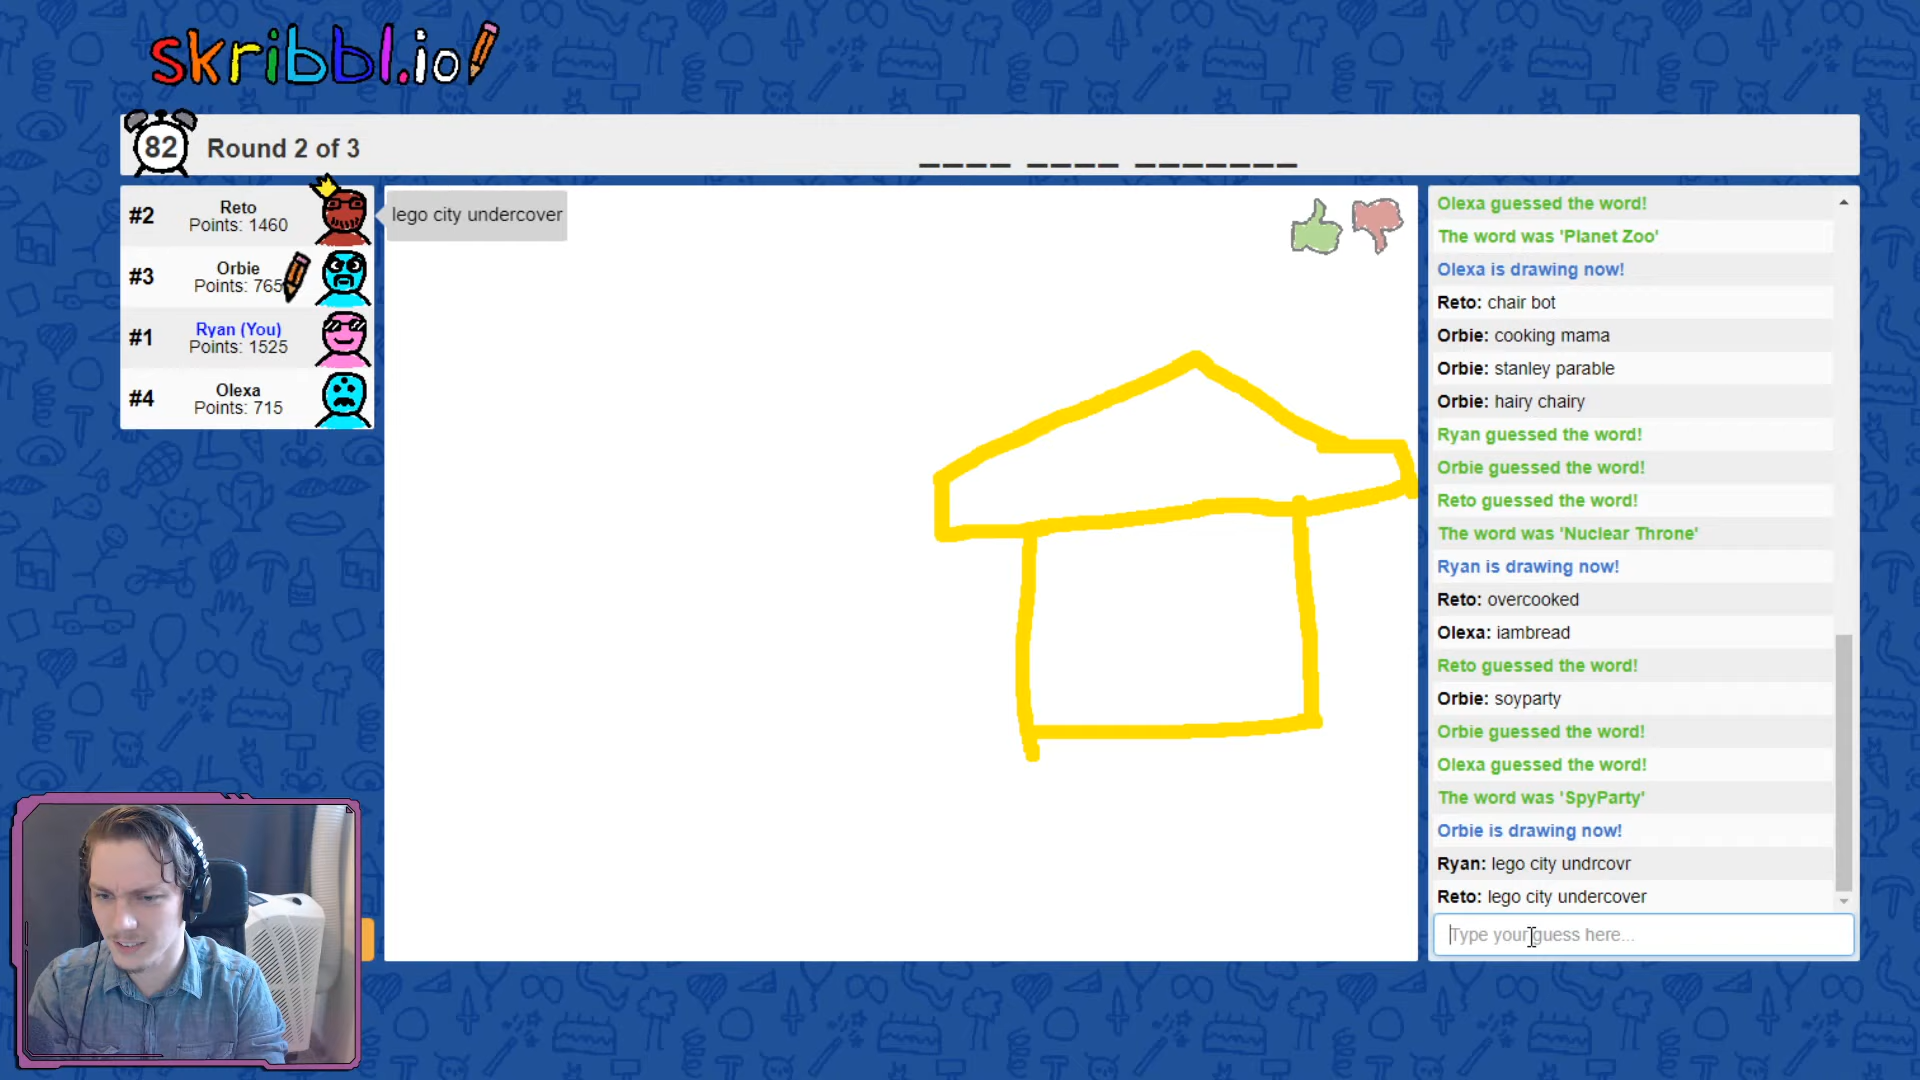 skribbl.io
82
Round 2 of 3
____ ____ _______
#2
Reto
Points: 1460
lego city undercover
#3
Orbie
Points: 765
#1
Ryan (You)
Points: 1525
#4
Olexa
Points: 715
Olexa guessed the word!
The word was 'Planet Zoo'
Olexa is drawing now!
Reto: chair bot
Orbie: cooking mama
Orbie: stanley parable
Orbie: hairy chairy
Ryan guessed the word!
Orbie guessed the word!
Reto guessed the word!
The word was 'Nuclear Throne'
Ryan is drawing now!
Reto: overcooked
Olexa: iambread
Reto guessed the word!
Orbie: soyparty
Orbie guessed the word!
Olexa guessed the word!
The word was 'SpyParty'
Orbie is drawing now!
Ryan: lego city undrcovr
Reto: lego city undercover
Type your guess here...